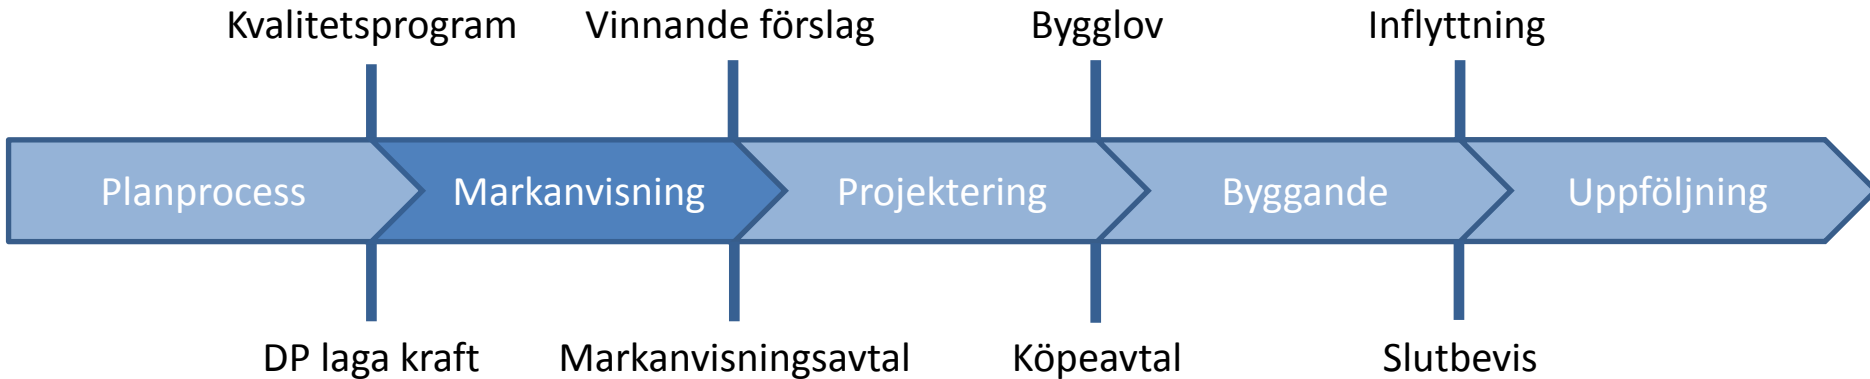 Kvalitetsprogram
Vinnande förslag
Bygglov
Inflyttning
Planprocess
Markanvisning
Projektering
Byggande
Uppföljning
DP laga kraft
Markanvisningsavtal
Köpeavtal
Slutbevis